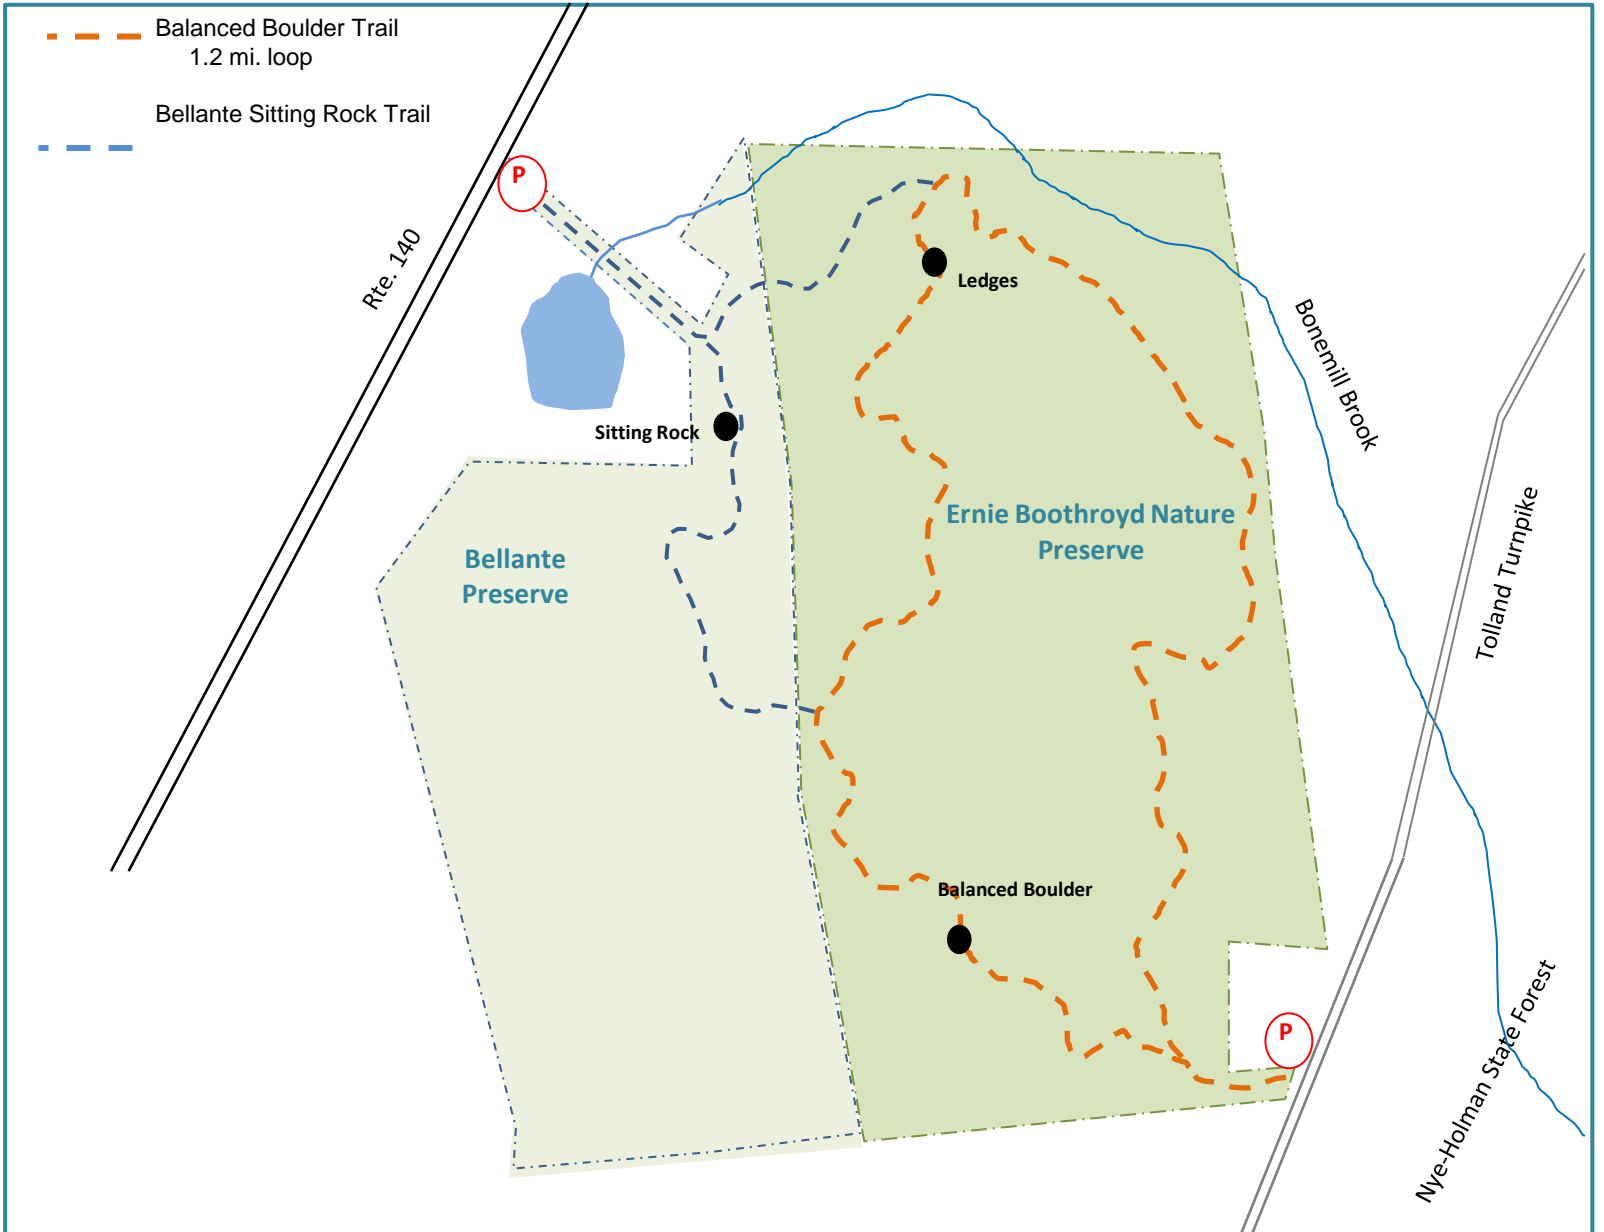 Balanced Boulder Trail
1.2 mi. loop
Bellante Sitting Rock Trail
P
Rte. 140
Ledges
Bonemill Brook
Sitting Rock
Ernie Boothroyd Nature
Preserve
Bellante
Preserve
Tolland Turnpike
Balanced Boulder
P
Nye-Holman State Forest